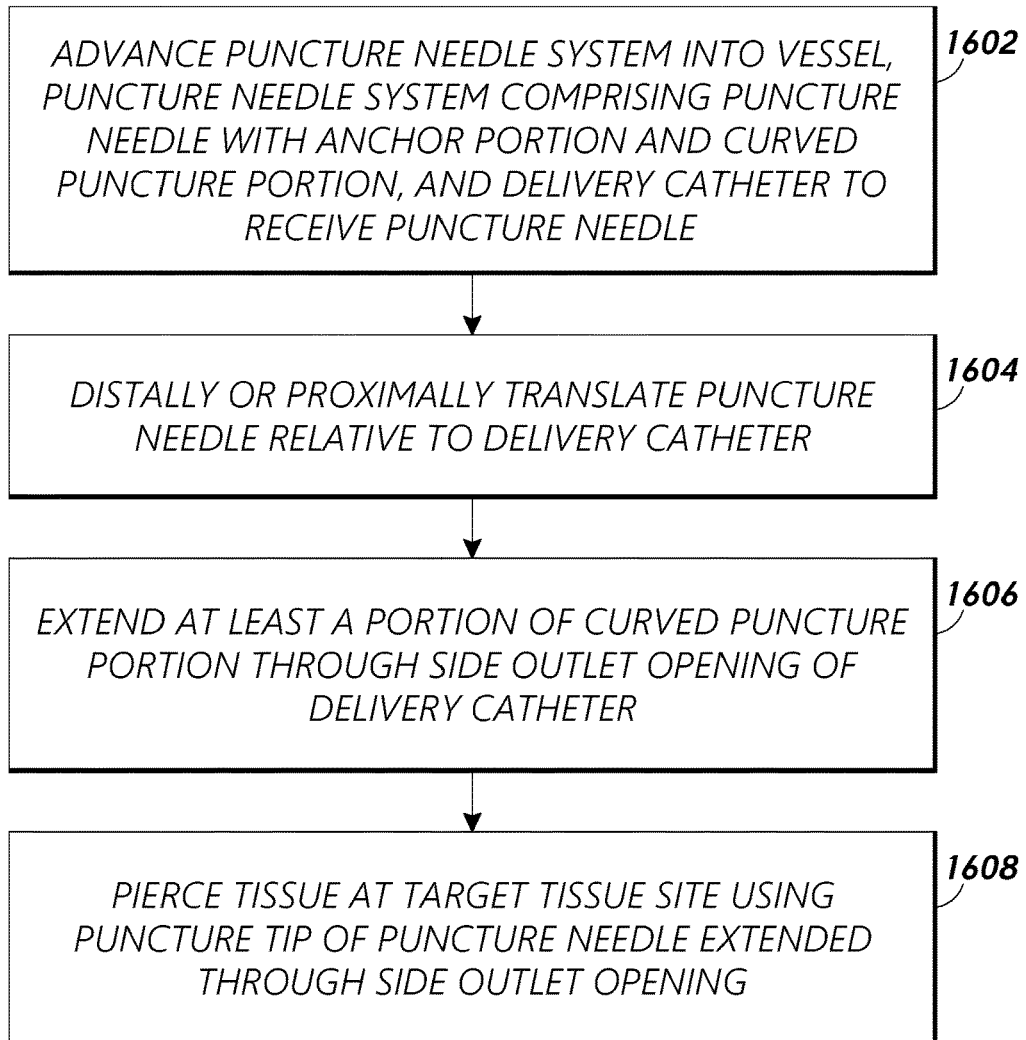 ADVANCE PUNCTURE NEEDLE SYSTEM INTO VESSEL,
PUNCTURE NEEDLE SYSTEM COMPRISING PUNCTURE
NEEDLE WITH ANCHOR PORTION AND CURVED
PUNCTURE PORTION, AND DELIVERY CATHETER TO
RECEIVE PUNCTURE NEEDLE
1602
DISTALLY OR PROXIMALLY TRANSLATE PUNCTURE
NEEDLE RELATIVE TO DELIVERY CATHETER
1604
EXTEND AT LEAST A PORTION OF CURVED PUNCTURE
PORTION THROUGH SIDE OUTLET OPENING OF
DELIVERY CATHETER
1606
PIERCE TISSUE AT TARGET TISSUE SITE USING
PUNCTURE TIP OF PUNCTURE NEEDLE EXTENDED
THROUGH SIDE OUTLET OPENING
1608